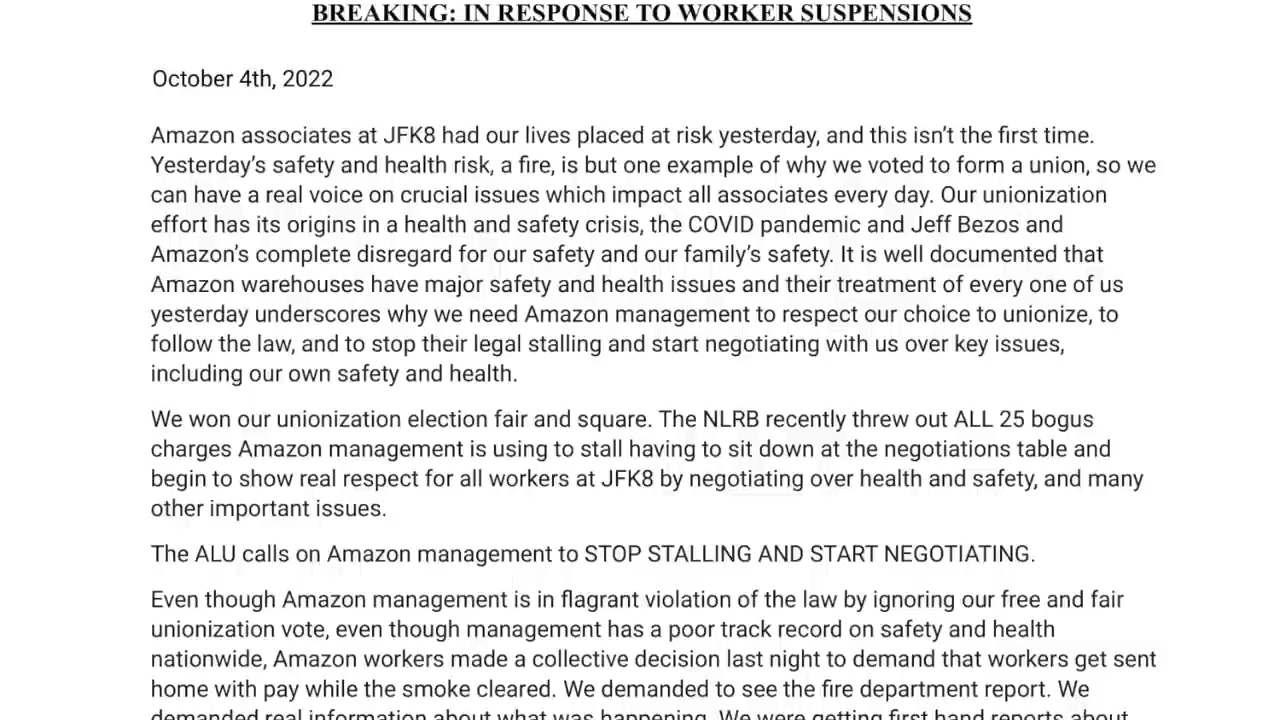 BREAKING: IN RESPONSE TO WORKER SUSPENSIONS
October 4th, 2022
Amazon associates at JFK8 had our lives placed at risk yesterday, and this isn’t the first time.
Yesterday’s safety and health risk, a fire, is but one example of why we voted to form a union, so we
can have a real voice on crucial issues which impact all associates every day. Our unionization
effort has its origins in a health and safety crisis, the COVID pandemic and Jeff Bezos and
Amazon’s complete disregard for our safety and our family’s safety. It is well documented that
Amazon warehouses have major safety and health issues and their treatment of every one of us
yesterday underscores why we need Amazon management to respect our choice to unionize, to
follow the law, and to stop their legal stalling and start negotiating with us over key issues,
including our own safety and health.
We won our unionization election fair and square. The NLRB recently threw out ALL 25 bogus
charges Amazon management is using to stall having to sit down at the negotiations table and
begin to show real respect for all workers at JFK8 by negotiating over health and safety, and many
other important issues.
The ALU calls on Amazon management to STOP STALLING AND START NEGOTIATING.
Even though Amazon management is in flagrant violation of the law by ignoring our free and fair
unionization vote, even though management has a poor track record on safety and health
nationwide, Amazon workers made a collective decision last night to demand that workers get sent
home with pay while the smoke cleared. We demanded to see the fire department report. We
demanded real information about what was happening. We were getting first hand reports about